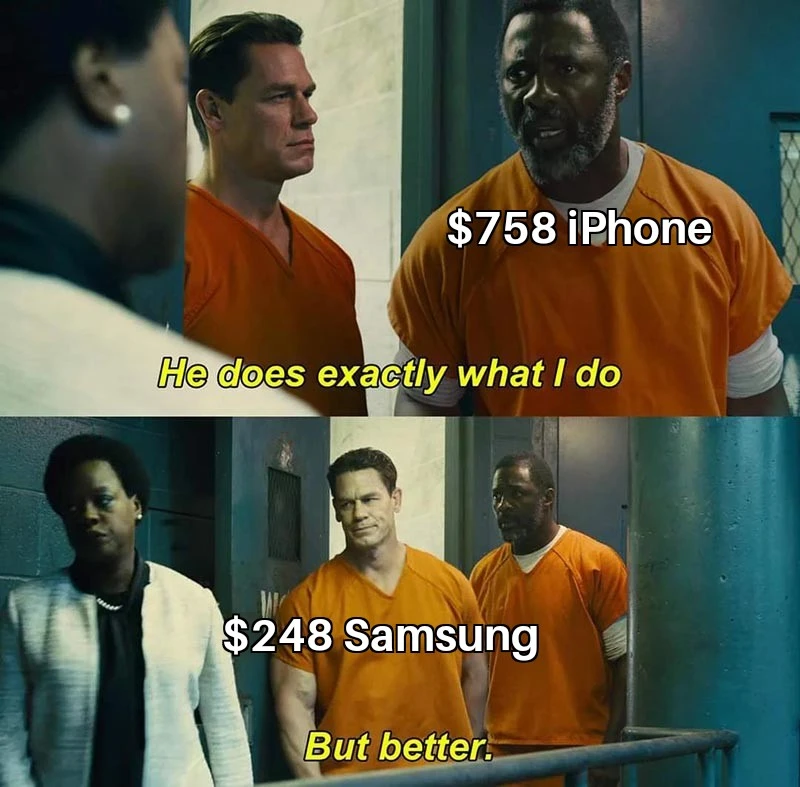 $758 iPhone
He does exactly what I do
$248 Samsung
But better.